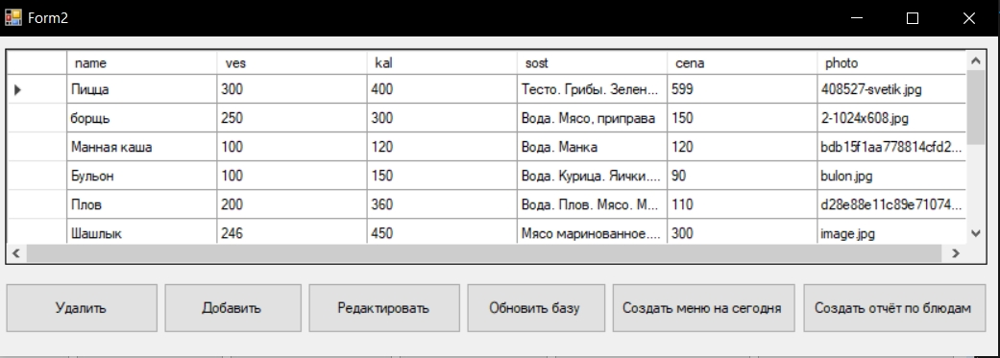 Form2
name ves kal sost cena photo
Пицца 300 400 Тесто. Грибы. Зелен... 599 408527-svetik.jpg
борщь 250 300 Вода. Мясо, приправа 150 2-1024x608.jpg
Манная каша 100 120 Вода. Манка 120 bdb15f1aa778814cfd2...
Бульон 100 150 Вода. Курица. Яички.... 90 bulon.jpg
Плов 200 360 Вода. Плов. Мясо. М... 110 d28e88e11c89e71074...
Шашлык 246 450 Мясо маринованное.... 300 image.jpg
Удалить Добавить Редактировать Обновить базу Создать меню на сегодня Создать отчёт по блюдам